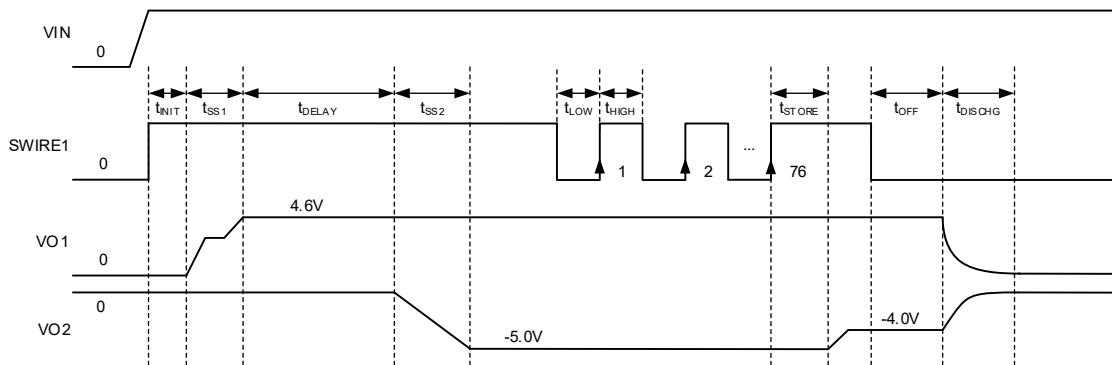 VIN
0
tINIT
tSS1
tDELAY
tSS2
tLOW
tHIGH
tSTORE
tOFF
tDISCHG
SWIRE1
0
1
2
...
76
4.6V
VO1
0
0
VO2
-5.0V
-4.0V